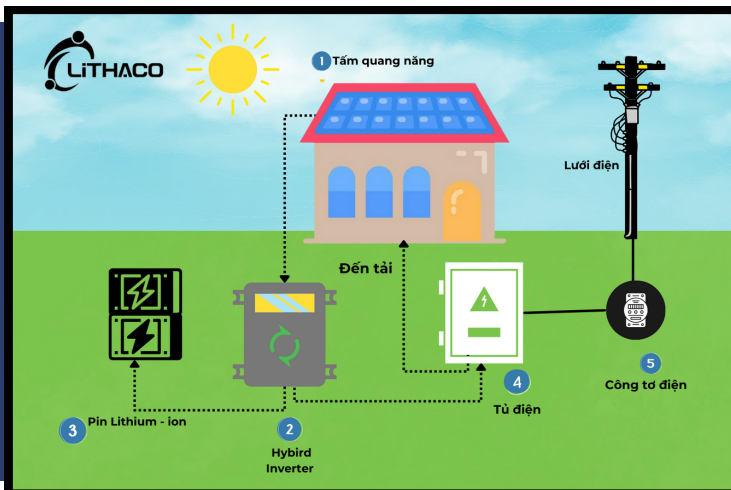 LiTHACO
1 Tấm quang năng
Lưới điện
Đến tải
3 Pin Lithium - ion
2
Hybird
Inverter
4
Tủ điện
5
Công tơ điện